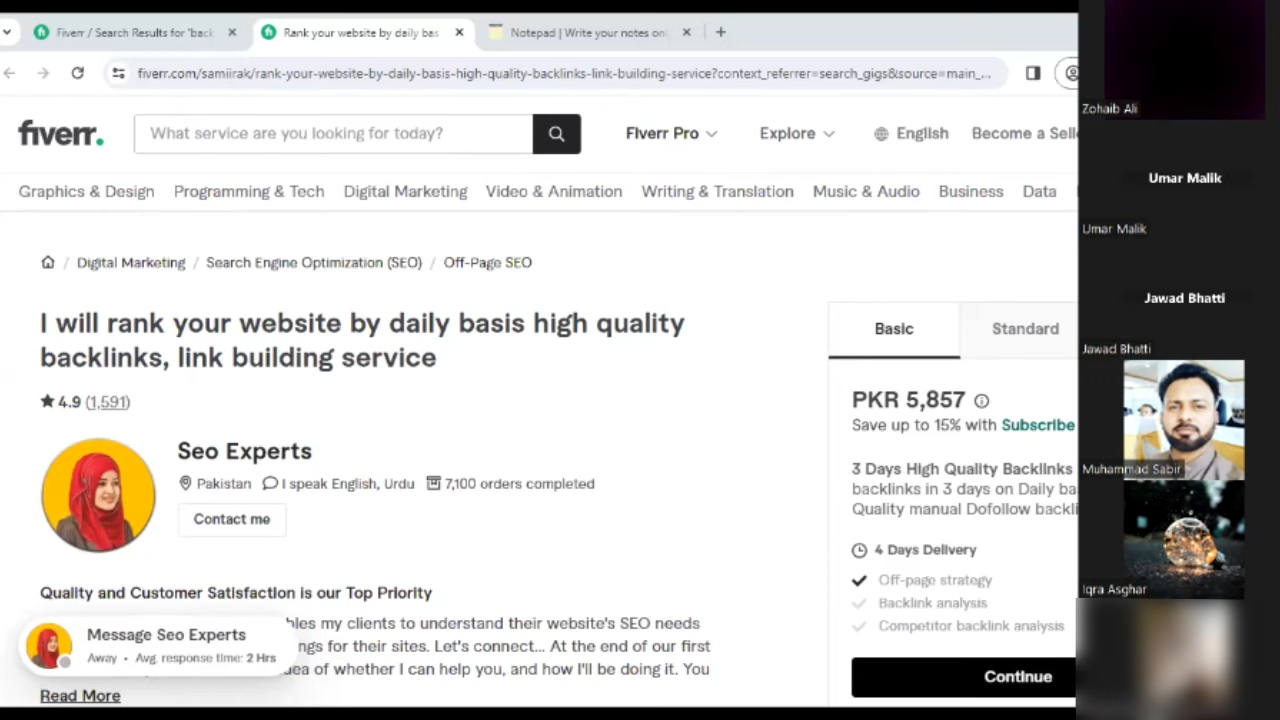 Fiverr / Search Results for 'back
Rank your website by daily bas
Notepad | Write your notes on
fiverr.com/samiirak/rank-your-website-by-daily-basis-high-quality-backlinks-link-building-service?context_referrer=search_gigs&source=main_...
fiverr.
What service are you looking for today?
Fiverr Pro
Explore
English
Become a Selle
Graphics & Design
Programming & Tech
Digital Marketing
Video & Animation
Writing & Translation
Music & Audio
Business
Data
Digital Marketing / Search Engine Optimization (SEO) / Off-Page SEO
I will rank your website by daily basis high quality
backlinks, link building service
4.9 (1,591)
Seo Experts
Pakistan
I speak English, Urdu
7,100 orders completed
Contact me
Quality and Customer Satisfaction is our Top Priority
bles my clients to understand their website's SEO needs
ngs for their sites. Let's connect... At the end of our first
dea of whether I can help you, and how I'll be doing it. You
Read More
Message Seo Experts
Away • Avg. response time: 2 Hrs
Basic
Standard
PKR 5,857
Save up to 15% with Subscribe
3 Days High Quality Backlinks
backlinks in 3 days on Daily ba
Quality manual Dofollow backli
4 Days Delivery
Off-page strategy
Backlink analysis
Competitor backlink analysis
Continue
Zohaib Ali
Umar Malik
Umar Malik
Jawad Bhatti
Jawad Bhatti
Muhammad Sabir
Iqra Asghar